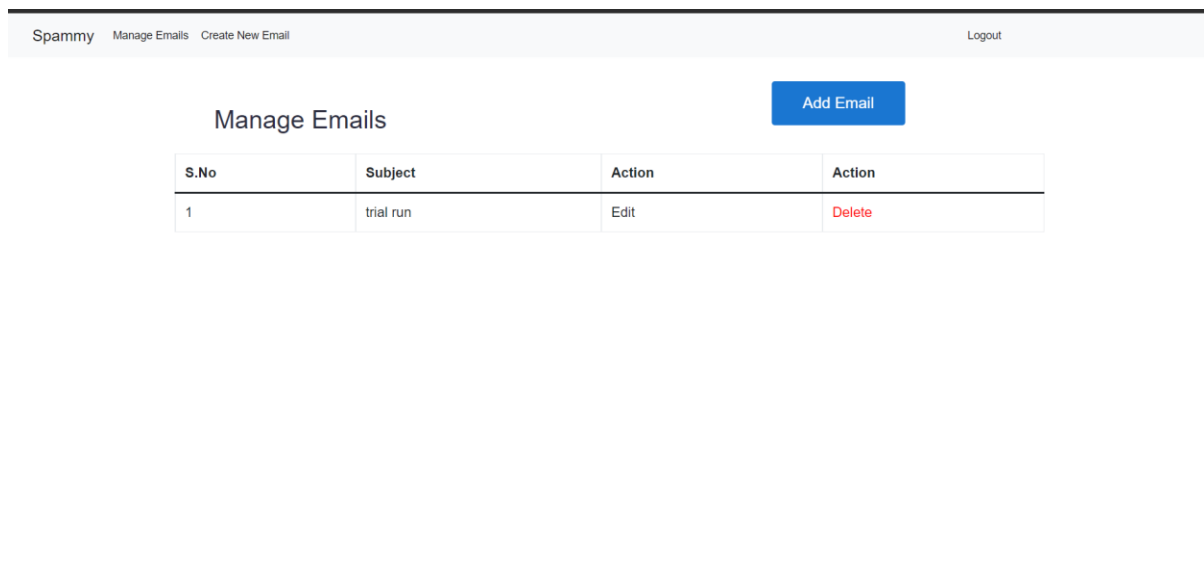 Spammy Manage Emails Create New Email Logout
Add Email
Manage Emails
S.No Subject Action Action
1 trial run Edit Delete